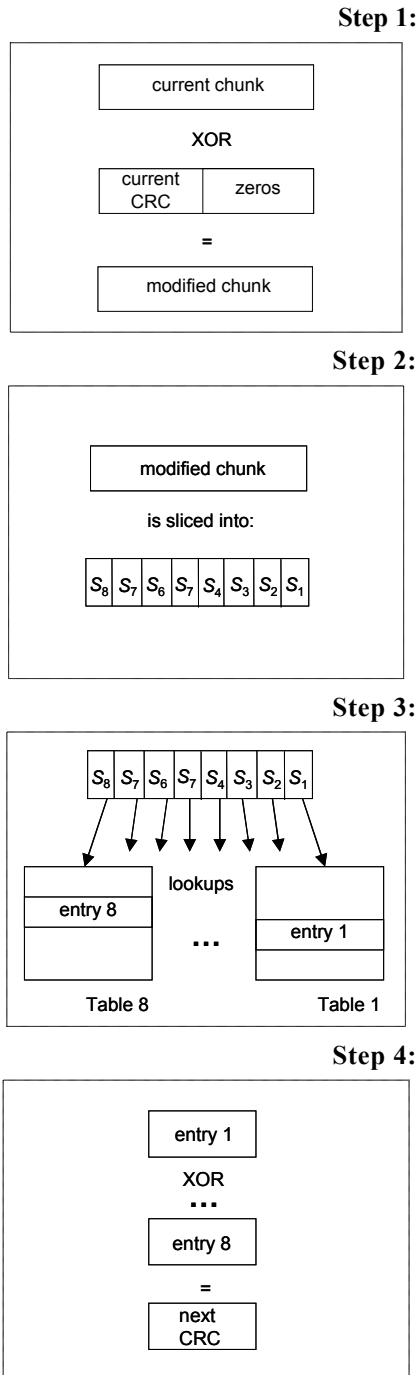 Step 1:
current chunk
XOR
current CRC zeros
=
modified chunk
Step 2:
modified chunk
is sliced into:
S8 S7 S6 S7 S4 S3 S2 S1
Step 3:
S8 S7 S6 S7 S4 S3 S2 S1
lookups
entry 8
...
entry 1
Table 8 Table 1
Step 4:
entry 1
XOR
...
entry 8
=
next
CRC